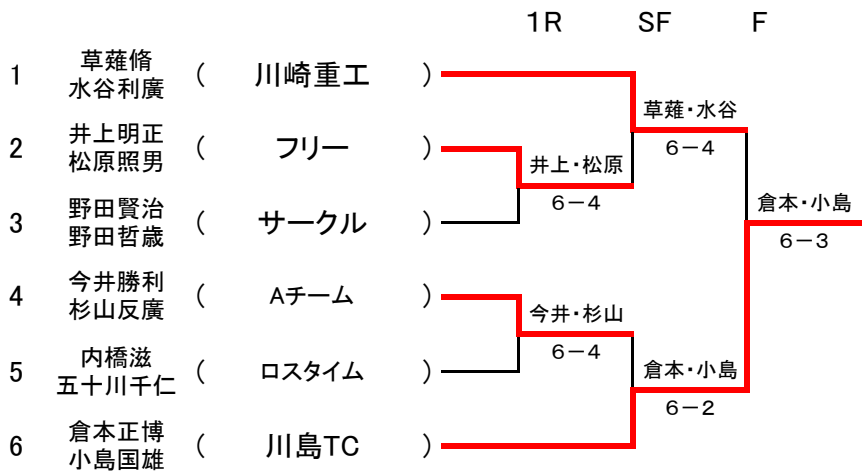 1R SF F
1 草薙脩 ( 川崎重工 )
水谷利廣
草薙・水谷
6-4
2 井上明正 ( フリー )
松原照男
井上・松原
6-4
3 野田賢治 ( サークル )
野田哲歳
倉本・小島
6-3
4 今井勝利 ( Aチーム )
杉山反廣
今井・杉山
6-4
5 内橋滋 ( ロスタイム )
五十川千仁
倉本・小島
6-2
6 倉本正博 ( 川島TC )
小島国雄